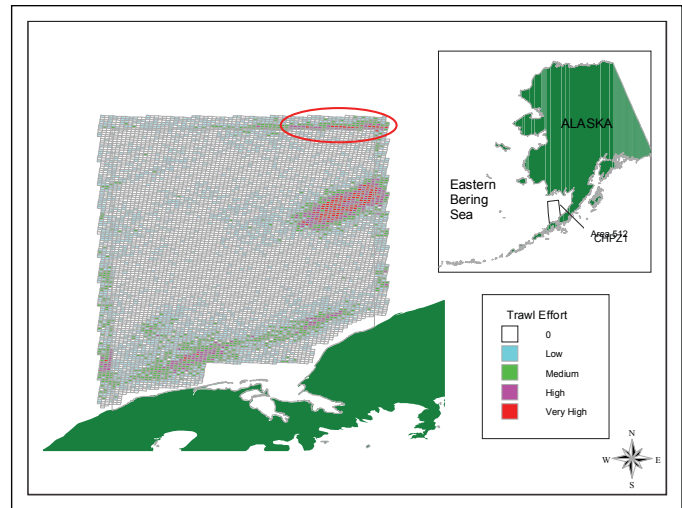 ALASKA
Eastern
Bering
Sea
Area 512
CHPZ1
Trawl Effort
0
Low
Medium
High
Very High
N
W
E
S